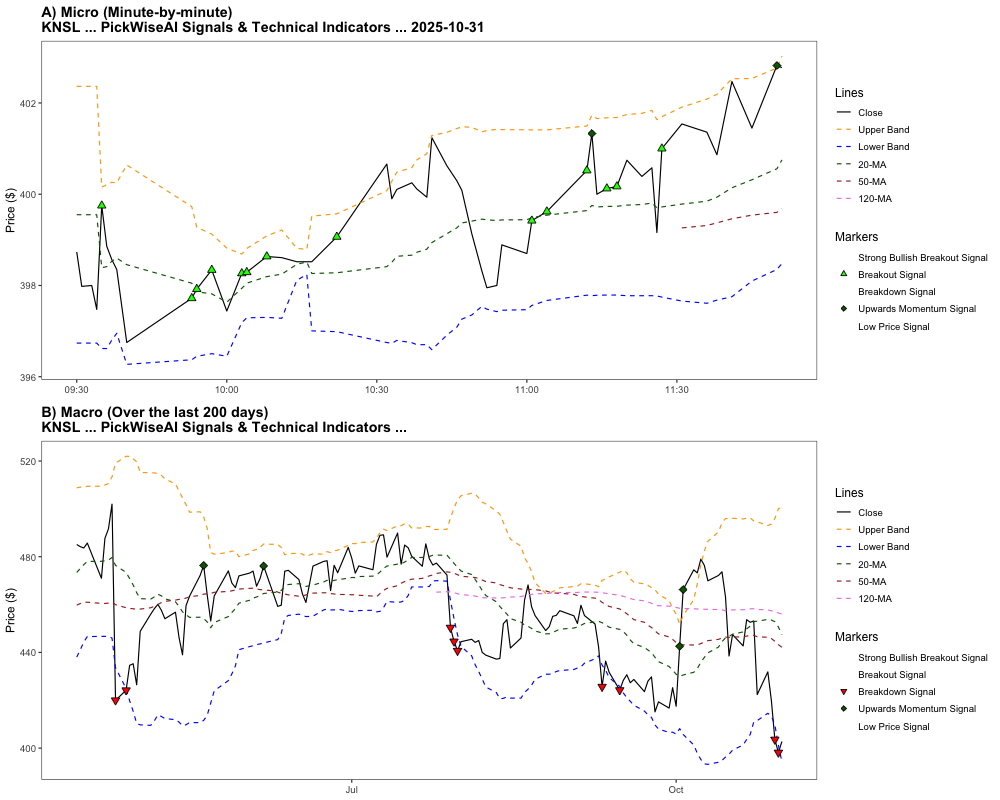 A) Micro (Minute-by-minute)
KNSL ... PickWiseAI Signals & Technical Indicators ... 2025-10-31
Price ($)
402
400
398
396
09:30
10:00
10:30
11:00
11:30
Lines
Close
Upper Band
Lower Band
20-MA
50-MA
120-MA
Markers
Strong Bullish Breakout Signal
Breakout Signal
Breakdown Signal
Upwards Momentum Signal
Low Price Signal
B) Macro (Over the last 200 days)
KNSL ... PickWiseAI Signals & Technical Indicators ...
Price ($)
520
480
440
400
Jul
Oct
Lines
Close
Upper Band
Lower Band
20-MA
50-MA
120-MA
Markers
Strong Bullish Breakout Signal
Breakout Signal
Breakdown Signal
Upwards Momentum Signal
Low Price Signal